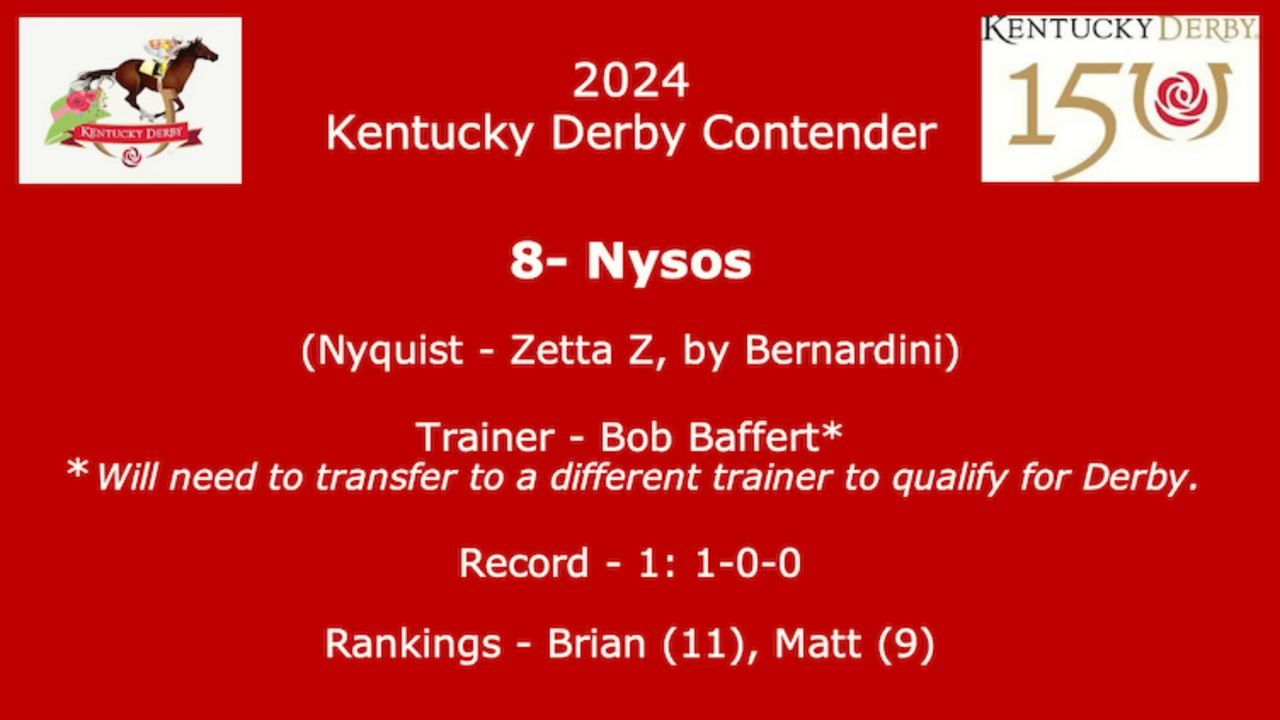 KENTUCKY DERBY
KENTUCKY DERBY
150
2024
Kentucky Derby Contender
8- Nysos
(Nyquist - Zetta Z, by Bernardini)
Trainer - Bob Baffert*
*Will need to transfer to a different trainer to qualify for Derby.
Record - 1: 1-0-0
Rankings - Brian (11), Matt (9)